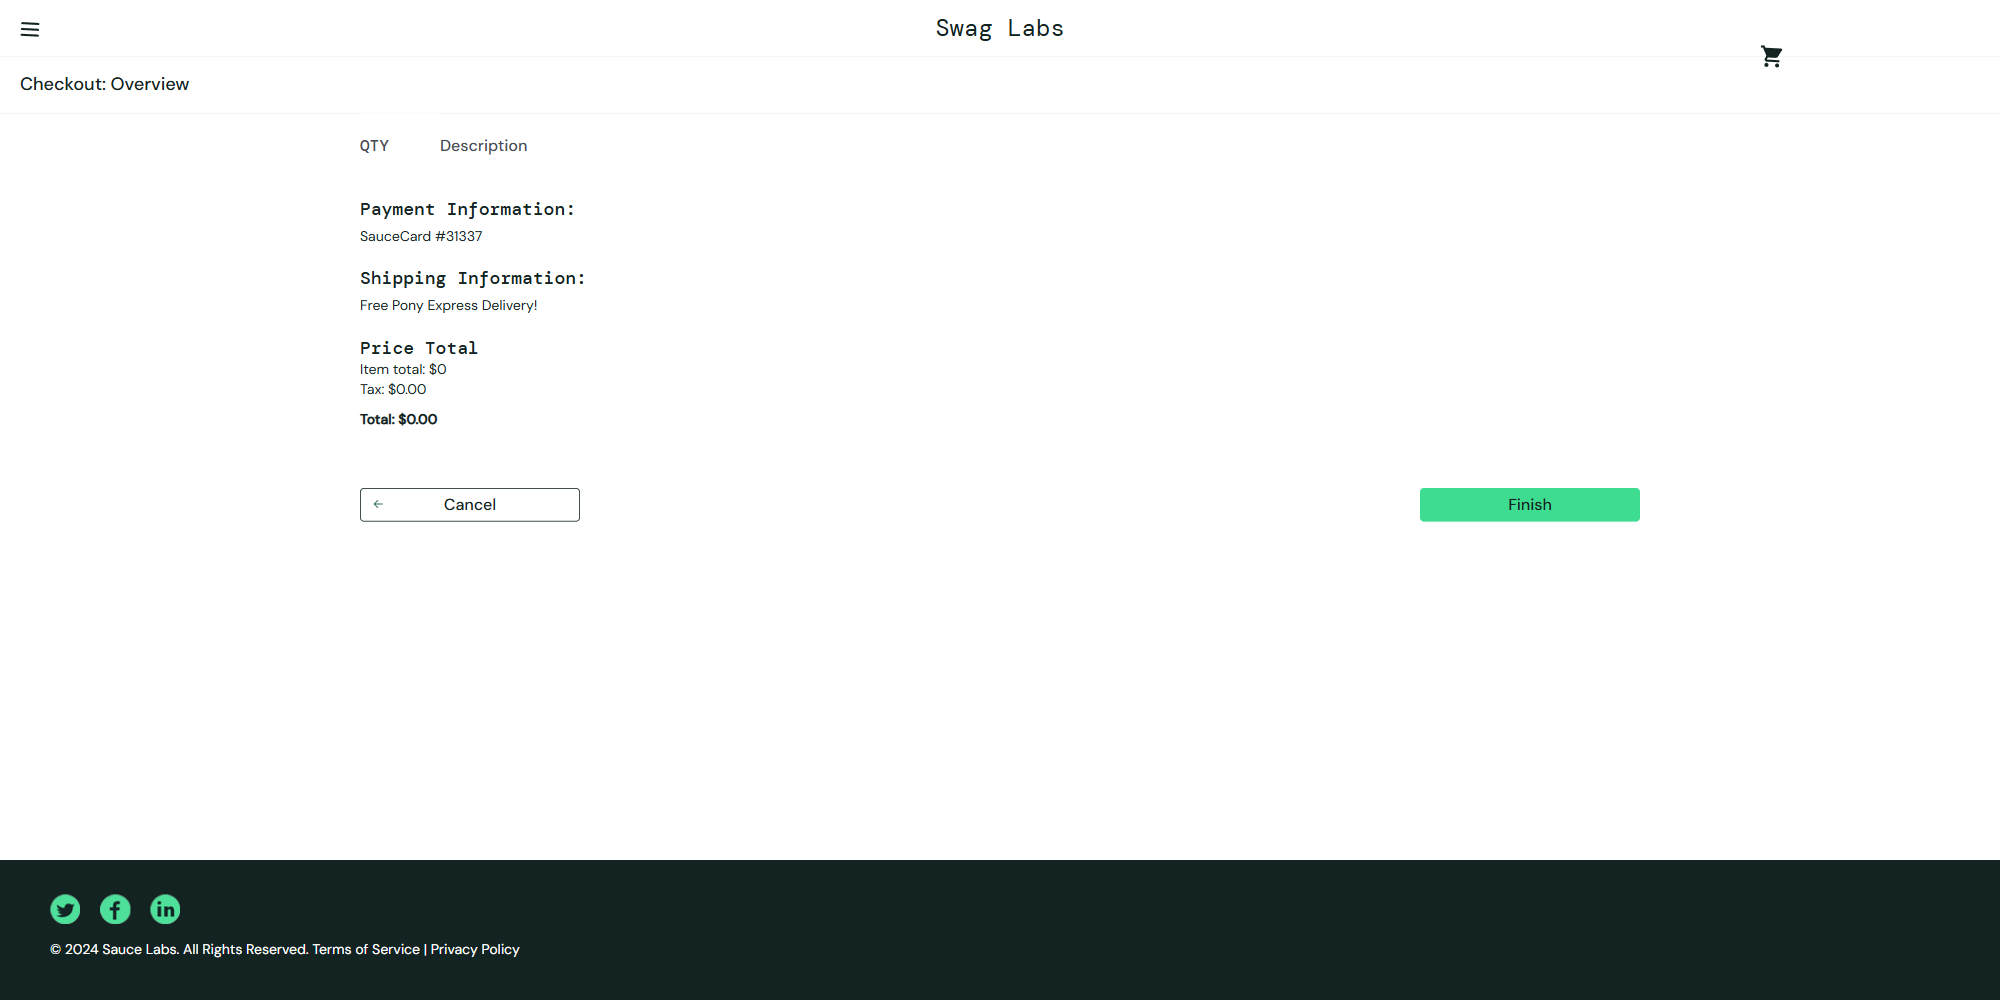 Swag Labs
Checkout: Overview
QTY Description
Payment Information:
SauceCard #31337
Shipping Information:
Free Pony Express Delivery!
Price Total
Item total: $0
Tax: $0.00
Total: $0.00
Cancel
Finish
© 2024 Sauce Labs. All Rights Reserved. Terms of Service | Privacy Policy